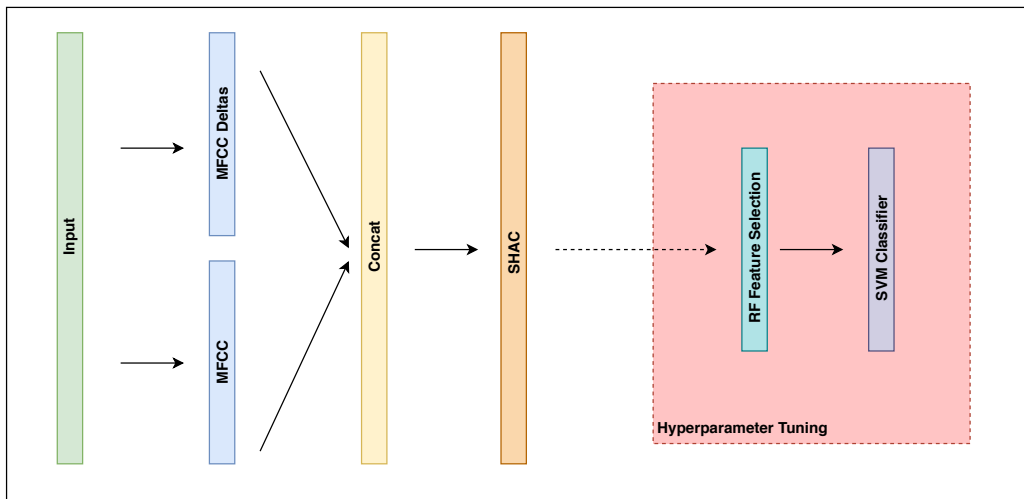 Input
MFCC Deltas
MFCC
Concat
SHAC
RF Feature Selection
SVM Classifier
Hyperparameter Tuning